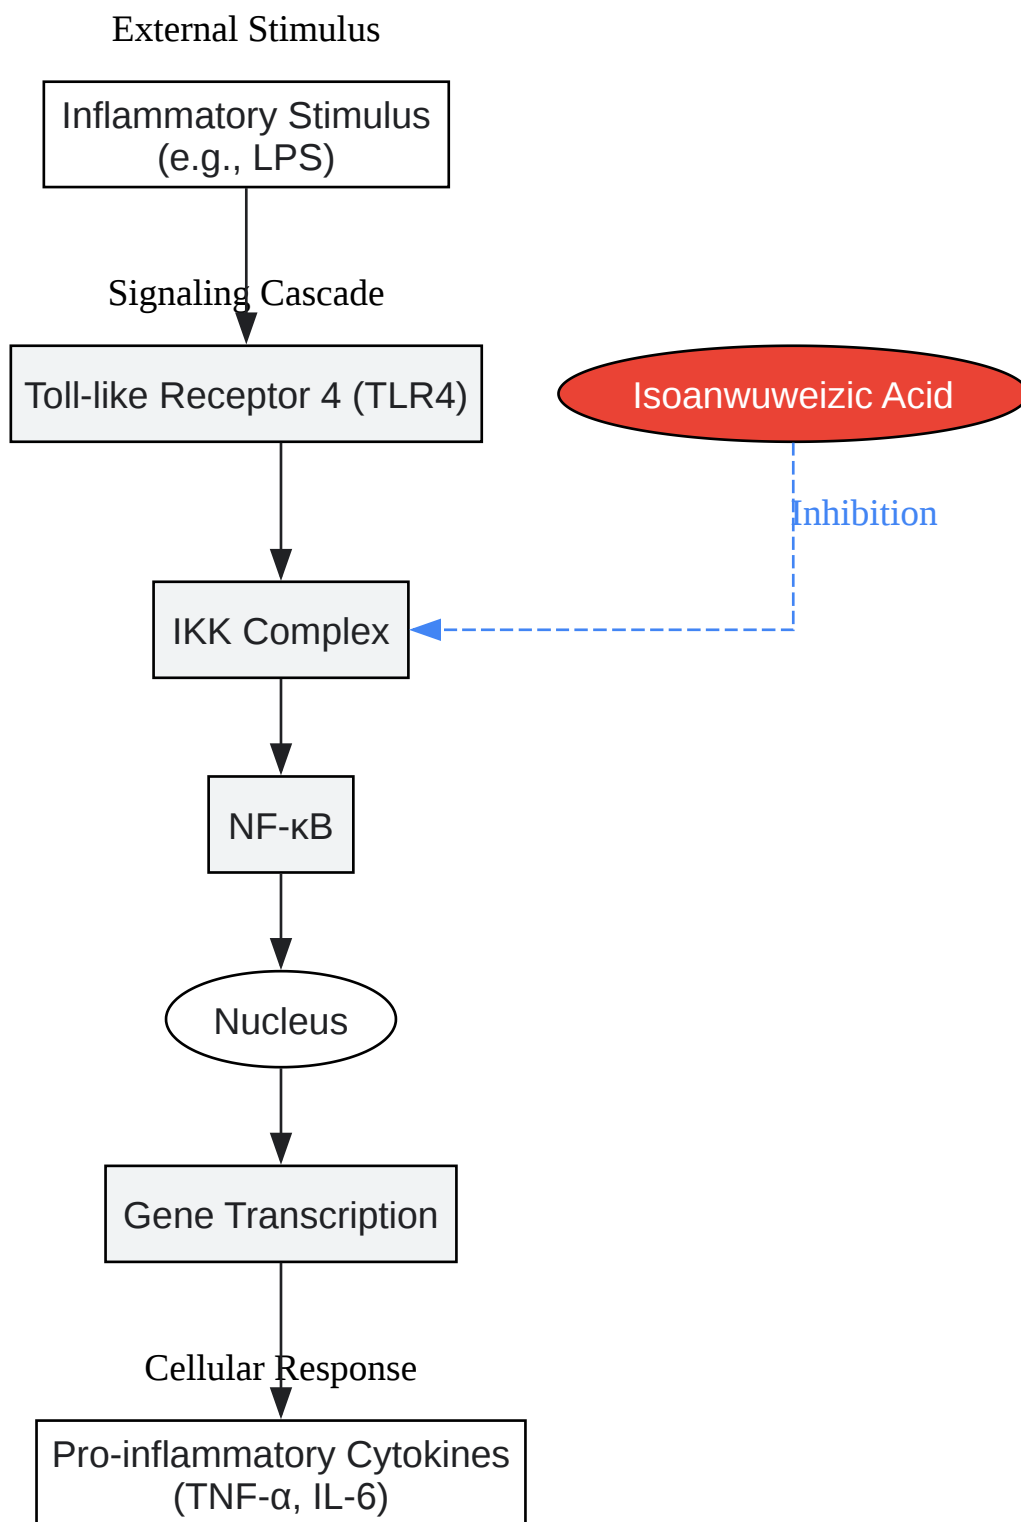 External Stimulus
Inflammatory Stimulus
(e.g., LPS)
Signaling Cascade
Toll-like Receptor 4 (TLR4)
Isoanwuweizic Acid
Inhibition
IKK Complex
NF-κB
Nucleus
Gene Transcription
Cellular Response
Pro-inflammatory Cytokines
(TNF-α, IL-6)